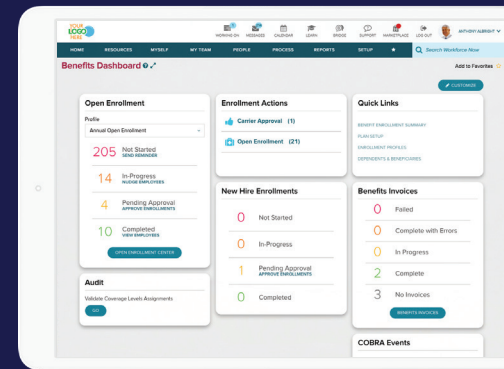 YOUR
LOGO
HERE
WORKING ON MESSAGES CALENDAR LEARN BRIDGE SUPPORT MARKETPLACE LOG OUT ANTHONY ALBRIGHT
HOME RESOURCES MYSELF MY TEAM PEOPLE PROCESS REPORTS SETUP Search Workforce Now
Benefits Dashboard
Add to Favorites
CUSTOMIZE
Open Enrollment
Profile
Annual Open Enrollment
205 Not Started
SEND REMINDER
14 In-Progress
NUDGE EMPLOYEES
4 Pending Approval
APPROVE ENROLLMENTS
10 Completed
VIEW EMPLOYEES
OPEN ENROLLMENT CENTER
Audit
Validate Coverage Levels Assignments
GO
Enrollment Actions
Carrier Approval (1)
Open Enrollment (21)
New Hire Enrollments
0 Not Started
0 In-Progress
1 Pending Approval
APPROVE ENROLLMENTS
0 Completed
Quick Links
BENEFIT ENROLLMENT SUMMARY
PLAN SETUP
ENROLLMENT PROFILES
DEPENDENTS & BENEFICIARIES
Benefits Invoices
0 Failed
0 Complete with Errors
0 In Progress
2 Complete
3 No Invoices
BENEFITS INVOICES
COBRA Events